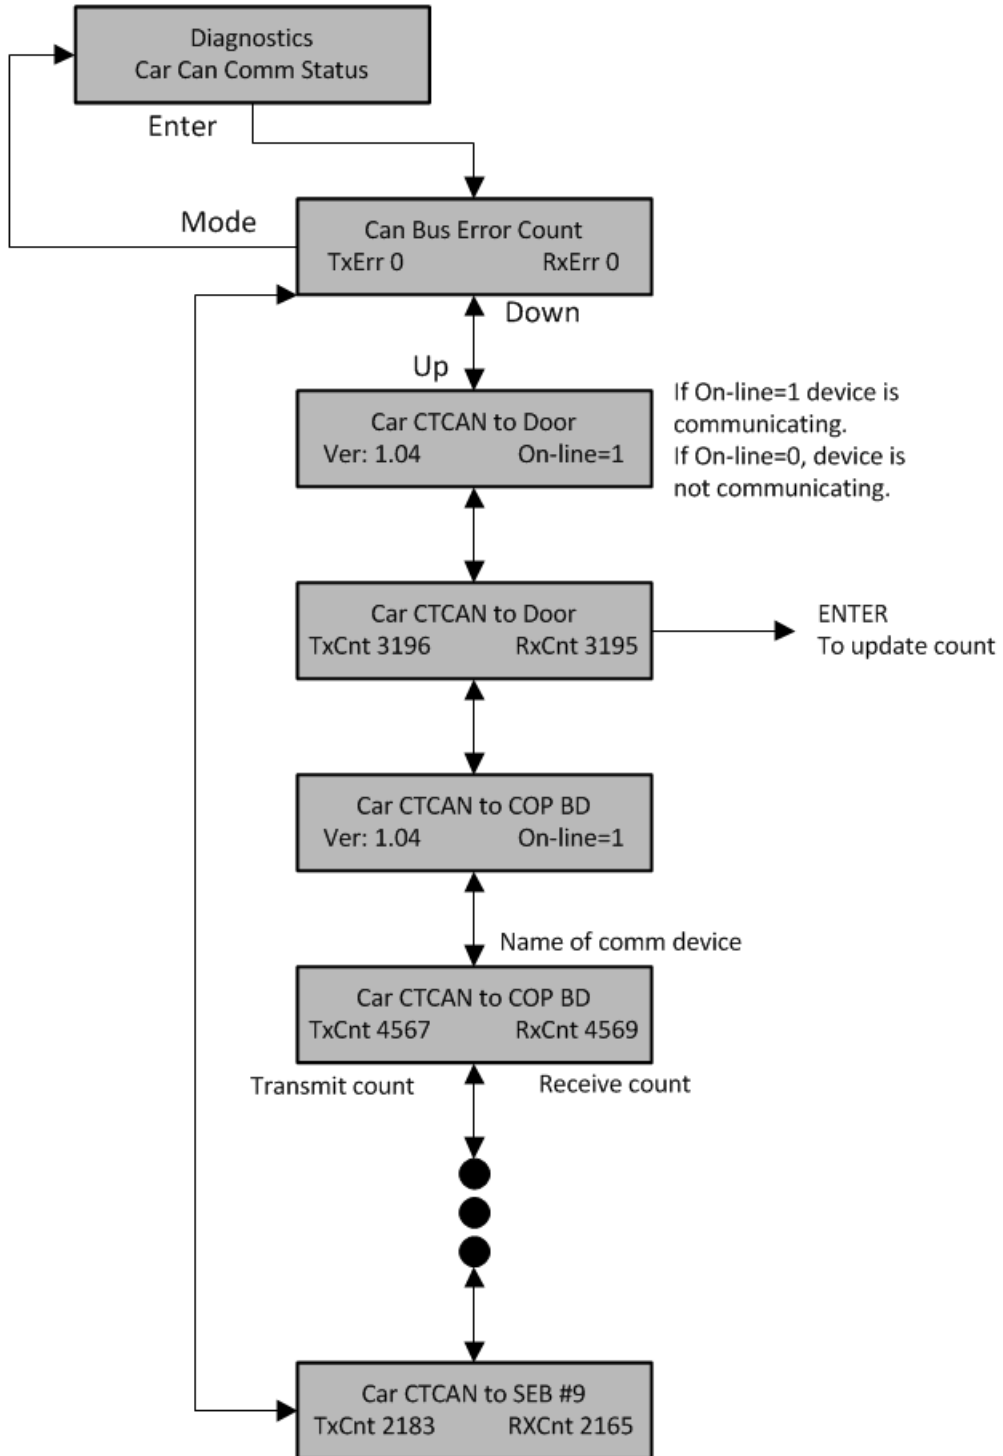 Diagnostics
Car Can Comm Status
Enter
Mode
Can Bus Error Count
TxErr 0 RxErr 0
Down
Up
Car CTCAN to Door
Ver: 1.04 On-line=1
If On-line=1 device is
communicating.
If On-line=0, device is
not communicating.
Car CTCAN to Door
TxCnt 3196 RxCnt 3195
ENTER
To update count
Car CTCAN to COP BD
Ver: 1.04 On-line=1
Name of comm device
Car CTCAN to COP BD
TxCnt 4567 RxCnt 4569
Transmit count Receive count
Car CTCAN to SEB #9
TxCnt 2183 RXCnt 2165